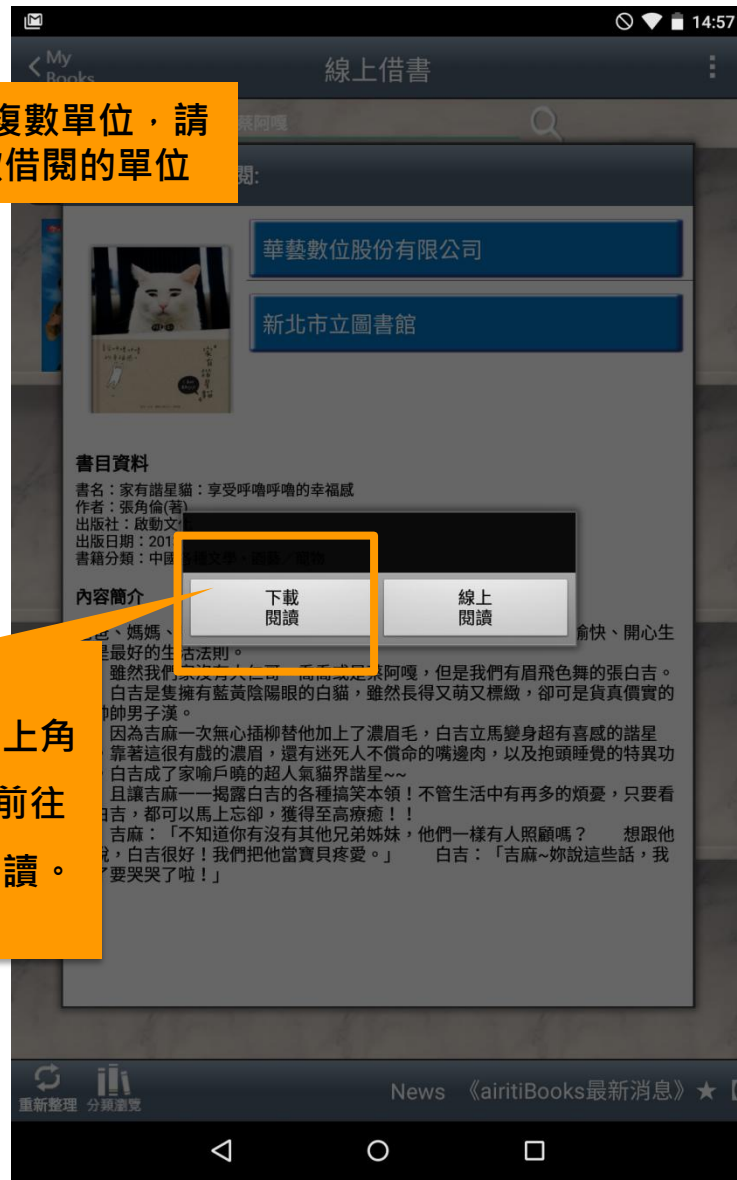 14:57
My
Books
線上借書
複數單位，請
借閱的單位
蔡阿嘎
閱:
華藝數位股份有限公司
新北市立圖書館
書目資料
書名：家有諧星貓：享受呼嚕呼嚕的幸福感
作者：張角倫(著)
出版社：啟動文
出版日期：201
書籍分類：中國各種文學・術藝／寵物
內容簡介
下載
閱讀
線上
閱讀
爸、媽媽、
愉快、開心生
是最好的生活法則。
雖然我們家沒有大仁哥、喬喬或是蔡阿嘎，但是我們有眉飛色舞的張白吉。
白吉是隻擁有藍黃陰陽眼的白貓，雖然長得又萌又標緻，卻可是貨真價實的
帥帥男子漢。
因為吉麻一次無心插柳替他加上了濃眉毛，白吉立馬變身超有喜感的諧星
靠著這很有戲的濃眉，還有迷死人不償命的嘴邊肉，以及抱頭睡覺的特異功
，白吉成了家喻戶曉的超人氣貓界諧星~~
且讓吉麻一一揭露白吉的各種搞笑本領！不管生活中有再多的煩憂，只要看
白吉，都可以馬上忘卻，獲得至高療癒！！
吉麻：「不知道你有沒有其他兄弟姊妹，他們一樣有人照顧嗎？ 想跟他
說，白吉很好！我們把他當寶貝疼愛。」 白吉：「吉麻~妳說這些話，我
了要哭哭了啦！」
上角
前往
讀。
重新整理 分類瀏覽
News 《airitiBooks最新消息》★